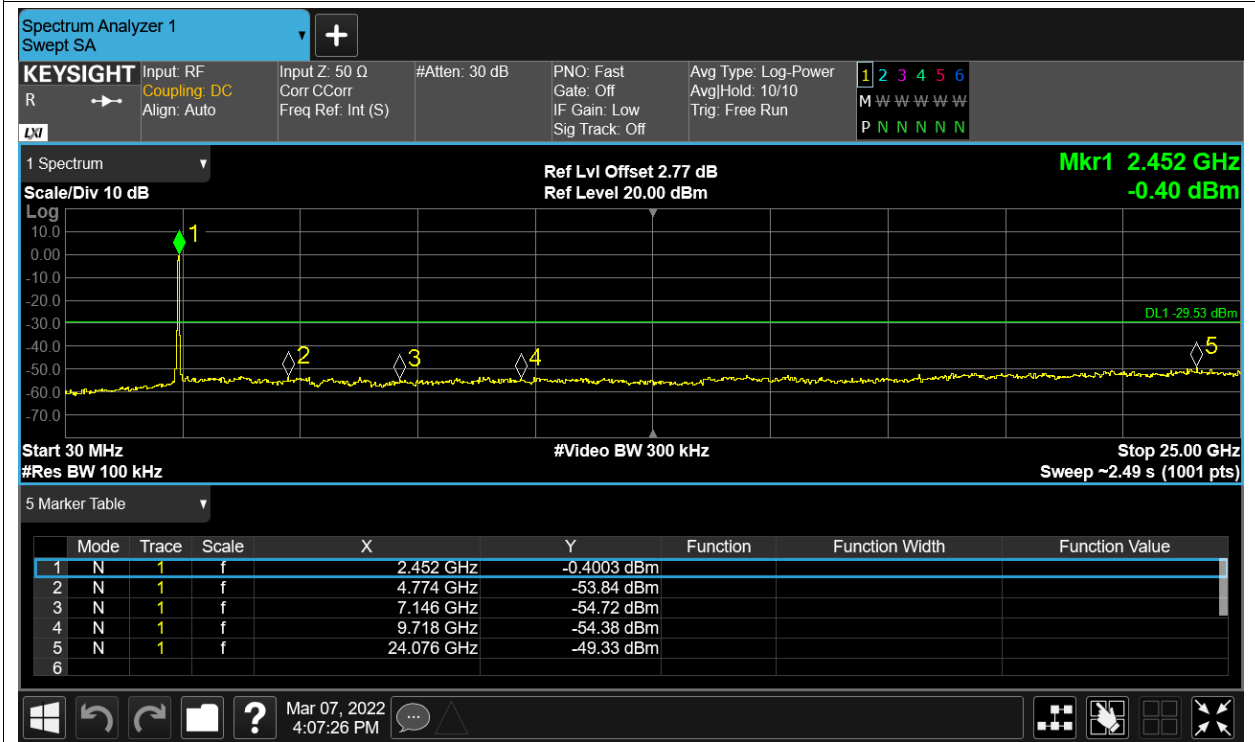 Spectrum Analyzer 1
Swept SA
KEYSIGHT
R
LXI
Input: RF
Coupling: DC
Align: Auto
Input Z: 50 Ω
Corr CCorr
Freq Ref: Int (S)
#Atten: 30 dB
PNO: Fast
Gate: Off
IF Gain: Low
Sig Track: Off
Avg Type: Log-Power
Avg|Hold: 10/10
Trig: Free Run
1 2 3 4 5 6
M W W W W W
P N N N N N
1 Spectrum
Scale/Div 10 dB
Ref Lvl Offset 2.77 dB
Ref Level 20.00 dBm
Mkr1 2.452 GHz
-0.40 dBm
Log
10.0
0.00
-10.0
-20.0
-30.0
-40.0
-50.0
-60.0
-70.0
1
2
3
4
5
DL1 -29.53 dBm
Start 30 MHz
#Video BW 300 kHz
Stop 25.00 GHz
#Res BW 100 kHz
Sweep ~2.49 s (1001 pts)
5 Marker Table
Mode Trace Scale X Y Function Function Width Function Value
1 N 1 f 2.452 GHz -0.4003 dBm
2 N 1 f 4.774 GHz -53.84 dBm
3 N 1 f 7.146 GHz -54.72 dBm
4 N 1 f 9.718 GHz -54.38 dBm
5 N 1 f 24.076 GHz -49.33 dBm
6
?
Mar 07, 2022
4:07:26 PM